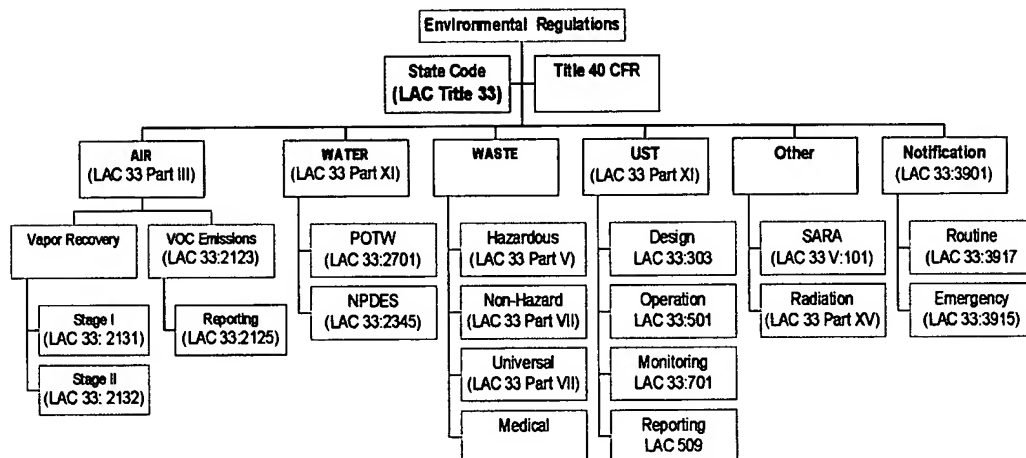 Environmental Regulations
State Code
(LAC Title 33)
Title 40 CFR
AIR
(LAC 33 Part III)
WATER
(LAC 33 Part XI)
WASTE
UST
(LAC 33 Part XI)
Other
Notification
(LAC 33:3901)
Vapor Recovery
VOC Emissions
(LAC 33:2123)
Stage I
(LAC 33: 2131)
Stage II
(LAC 33: 2132)
Reporting
(LAC 33:2125)
POTW
(LAC 33:2701)
NPDES
(LAC 33:2345)
Hazardous
(LAC 33 Part V)
Non-Hazard
(LAC 33 Part VII)
Universal
(LAC 33 Part VII)
Medical
Design
LAC 33:303
Operation
LAC 33:501
Monitoring
LAC 33:701
Reporting
LAC 509
SARA
(LAC 33 V:101)
Radiation
(LAC 33 Part XV)
Routine
(LAC 33:3917
Emergency
(LAC 33:3915)